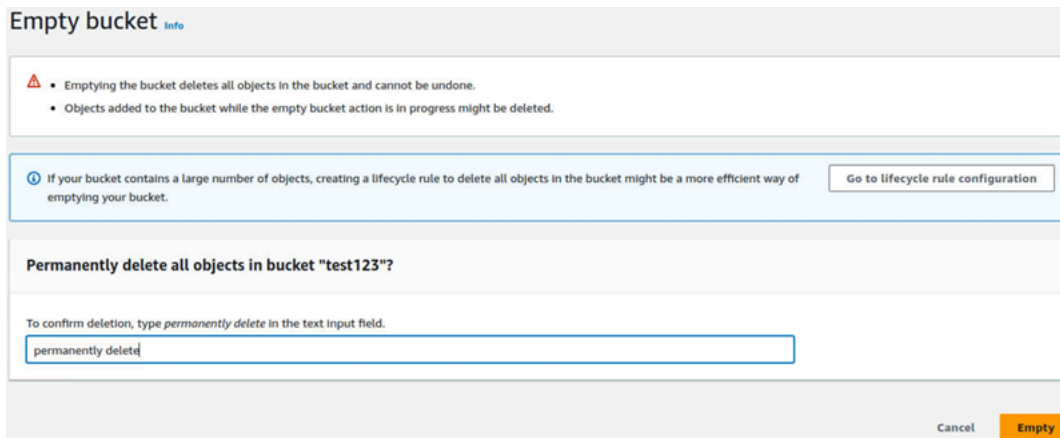 Empty bucket Info
• Emptying the bucket deletes all objects in the bucket and cannot be undone.
• Objects added to the bucket while the empty bucket action is in progress might be deleted.
If your bucket contains a large number of objects, creating a lifecycle rule to delete all objects in the bucket might be a more efficient way of
emptying your bucket.
Go to lifecycle rule configuration
Permanently delete all objects in bucket "test123"?
To confirm deletion, type permanently delete in the text input field.
permanently delete
Cancel
Empty